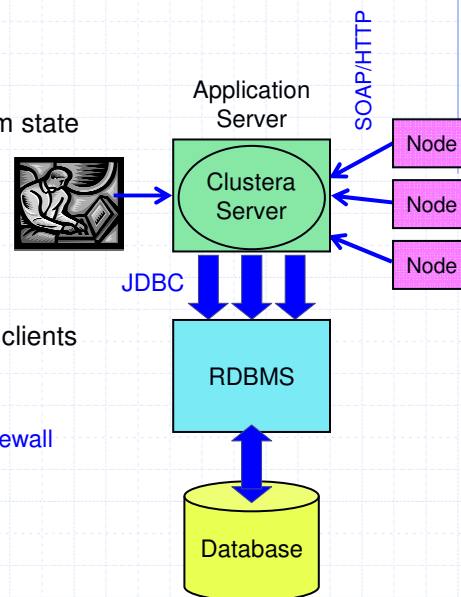 SOAP/HTTP
Application
Server
m state
Node
Clustera
Server
Node
Node
JDBC
clients
RDBMS
ewall
Database